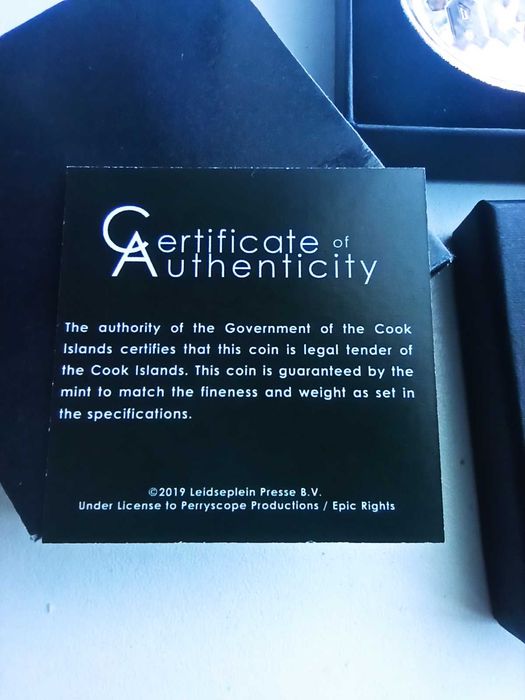 Certificate of
Authenticity
The authority of the Government of the Cook
Islands certifies that this coin is legal tender of
the Cook Islands. This coin is guaranteed by the
mint to match the fineness and weight as set in
the specifications.
©2019 Leidseplein Presse B.V.
Under License to Perryscope Productions / Epic Rights